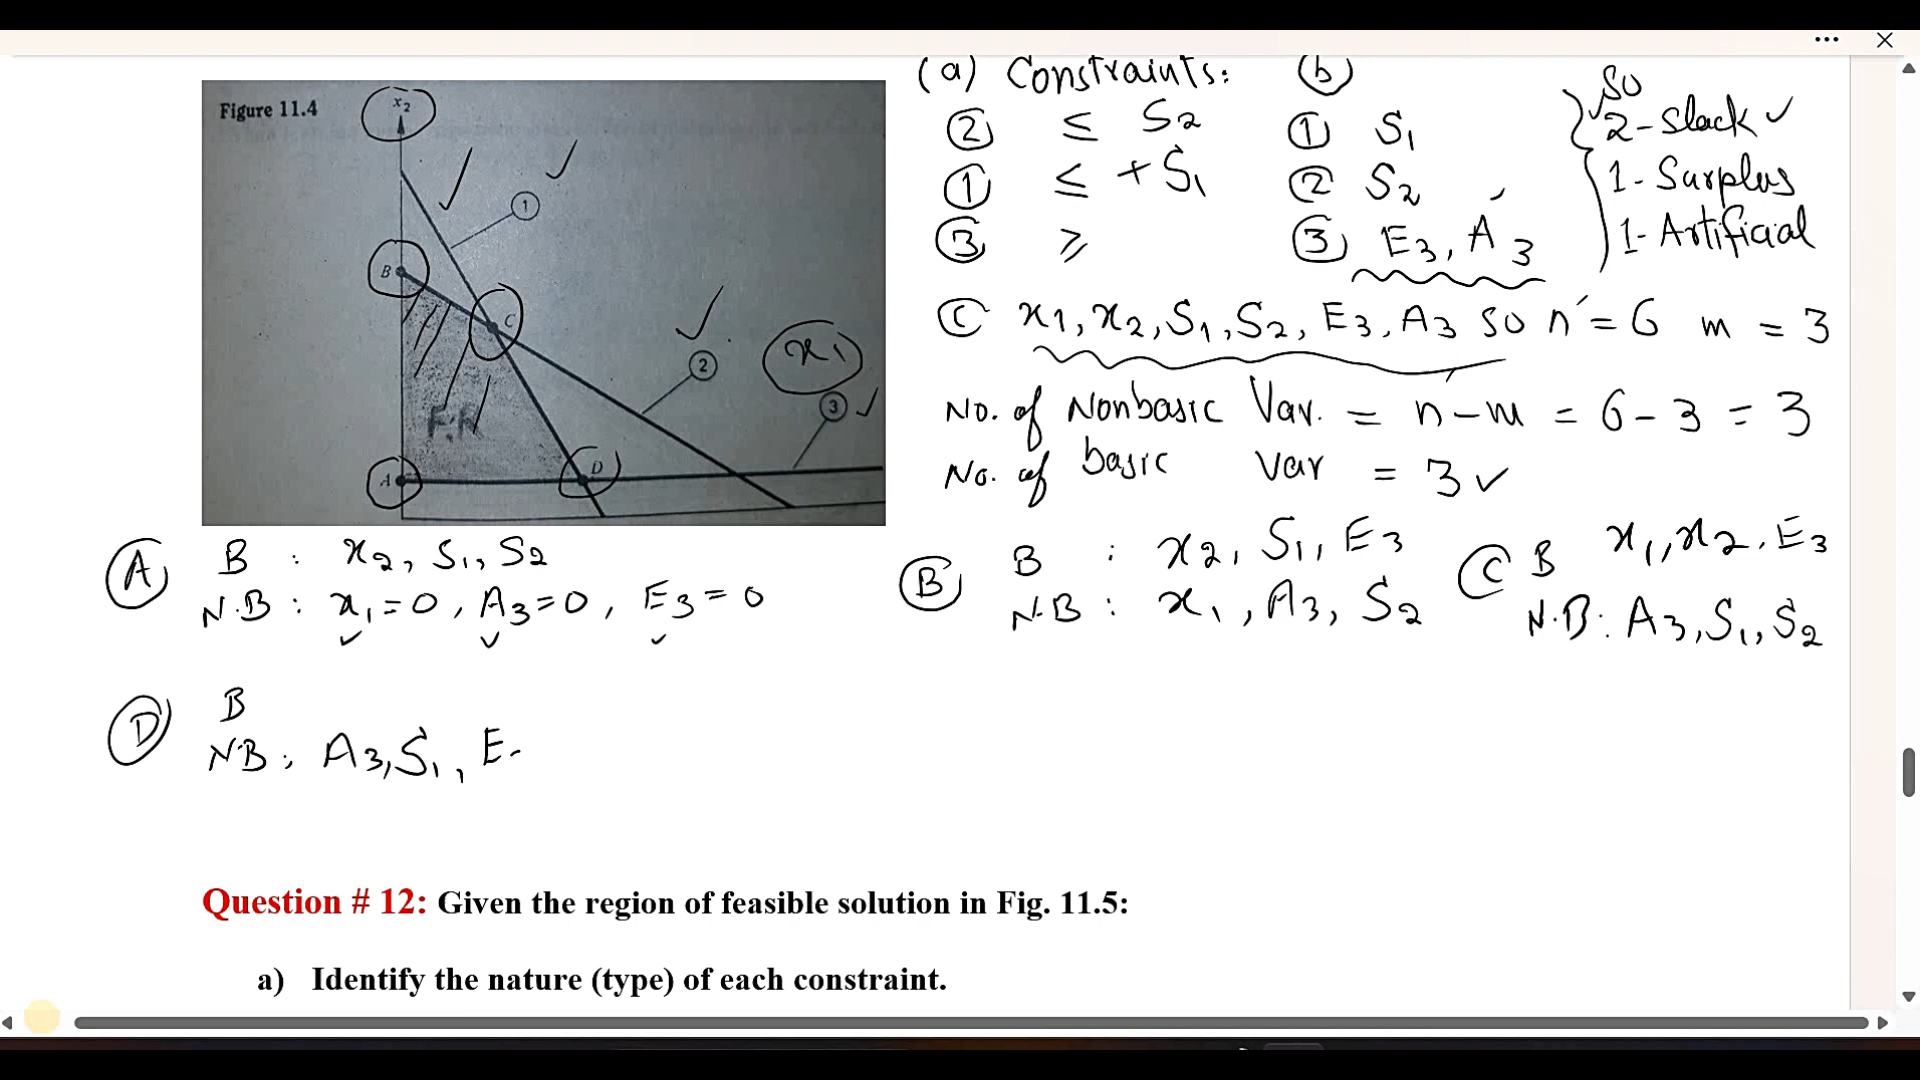 Figure 11.4
x2
1
B
C
2
x1
3
F.R
A
D
(a) Constraints:
② ≤ S2
① ≤ + S1
③ ≥
(b)
① S1
② S2
③ E3, A3
So
2-Slack ✓
1-Surplus
1-Artificial
(c) x1, x2, S1, S2, E3, A3 so n' = 6 m = 3
No. of Nonbasic Var. = n'-m = 6-3 = 3
No. of basic Var = 3 ✓
(A) B : x2, S1, S2
N.B : x1=0, A3=0, E3=0
(B) B : x2, S1, E3
N.B : x1, A3, S2
(C) B x1, x2, E3
N.B: A3, S1, S2
(D) B
N.B: A3, S1, E-
Question # 12: Given the region of feasible solution in Fig. 11.5:
a) Identify the nature (type) of each constraint.